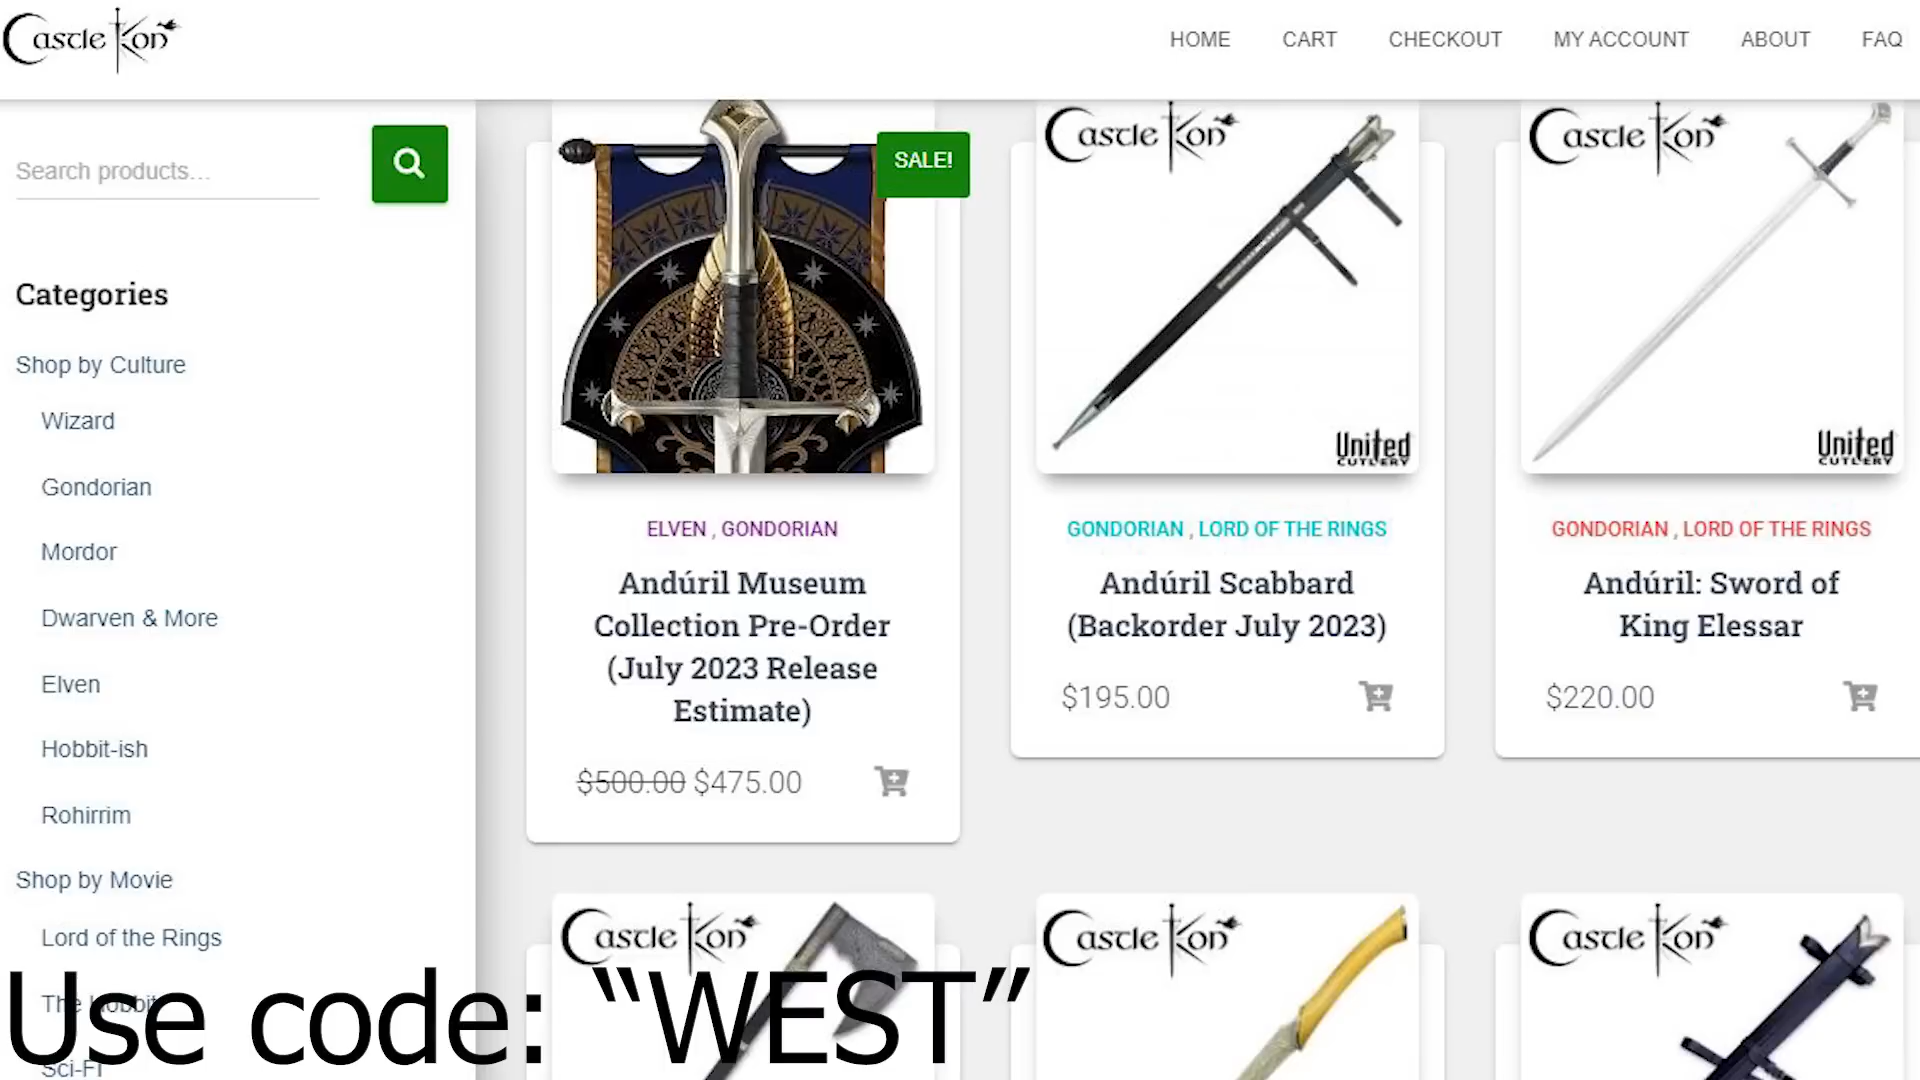 Castle Kon
HOME
CART
CHECKOUT
MY ACCOUNT
ABOUT
FAQ
Search products...
Categories
Shop by Culture
Wizard
Gondorian
Mordor
Dwarven & More
Elven
Hobbit-ish
Rohirrim
Shop by Movie
Lord of the Rings
The Hobbit
Sci-Fi
SALE!
ELVEN , GONDORIAN
Andúril Museum
Collection Pre-Order
(July 2023 Release
Estimate)
$500.00 $475.00
Castle Kon
United
CUTLERY
GONDORIAN , LORD OF THE RINGS
Andúril Scabbard
(Backorder July 2023)
$195.00
Castle Kon
United
CUTLERY
GONDORIAN , LORD OF THE RINGS
Andúril: Sword of
King Elessar
$220.00
Castle Kon
Castle Kon
Castle Kon
Use code: “WEST”